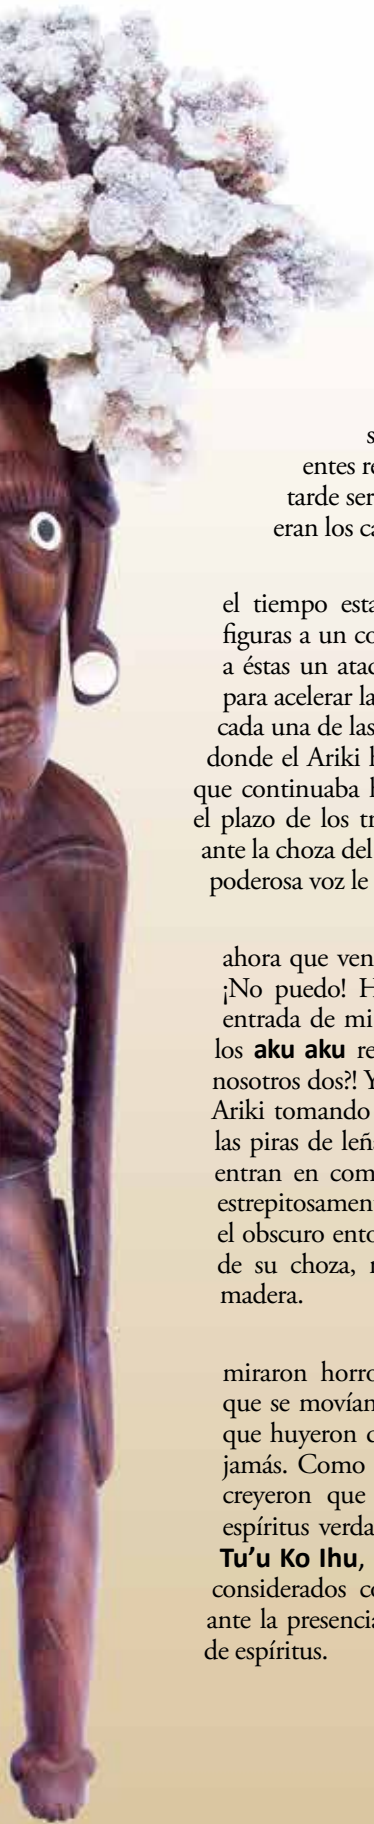 s
entes re
tarde ser
eran los ca
el tiempo esta
figuras a un co
a éstas un atac
para acelerar la
cada una de las
donde el Ariki h
que continuaba h
el plazo de los tr
ante la choza del
poderosa voz le
ahora que ven
¡No puedo! H
entrada de mi
los aku aku re
nosotros dos?! Y
Ariki tomando
las piras de leñ
entran en com
estrepitosamen
el obscuro ento
de su choza, r
madera.
miraron horro
que se movían
que huyeron d
jamás. Como
creyeron que
espíritus verda
Tu'u Ko Ihu,
considerados co
ante la presencia
de espíritus.